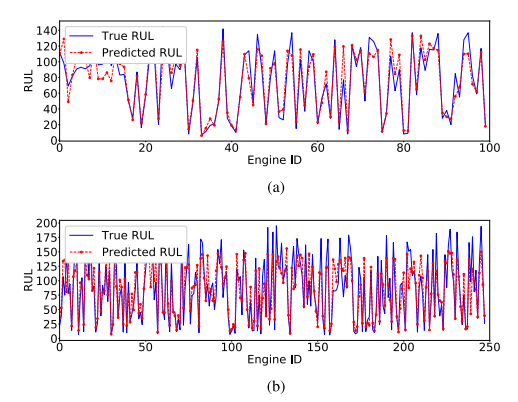 140
120
100
80
60
40
20
0
RUL
True RUL
Predicted RUL
0 20 40 60 80 100
Engine ID
(a)
200
175
150
125
100
75
50
25
0
RUL
True RUL
Predicted RUL
0 50 100 150 200 250
Engine ID
(b)